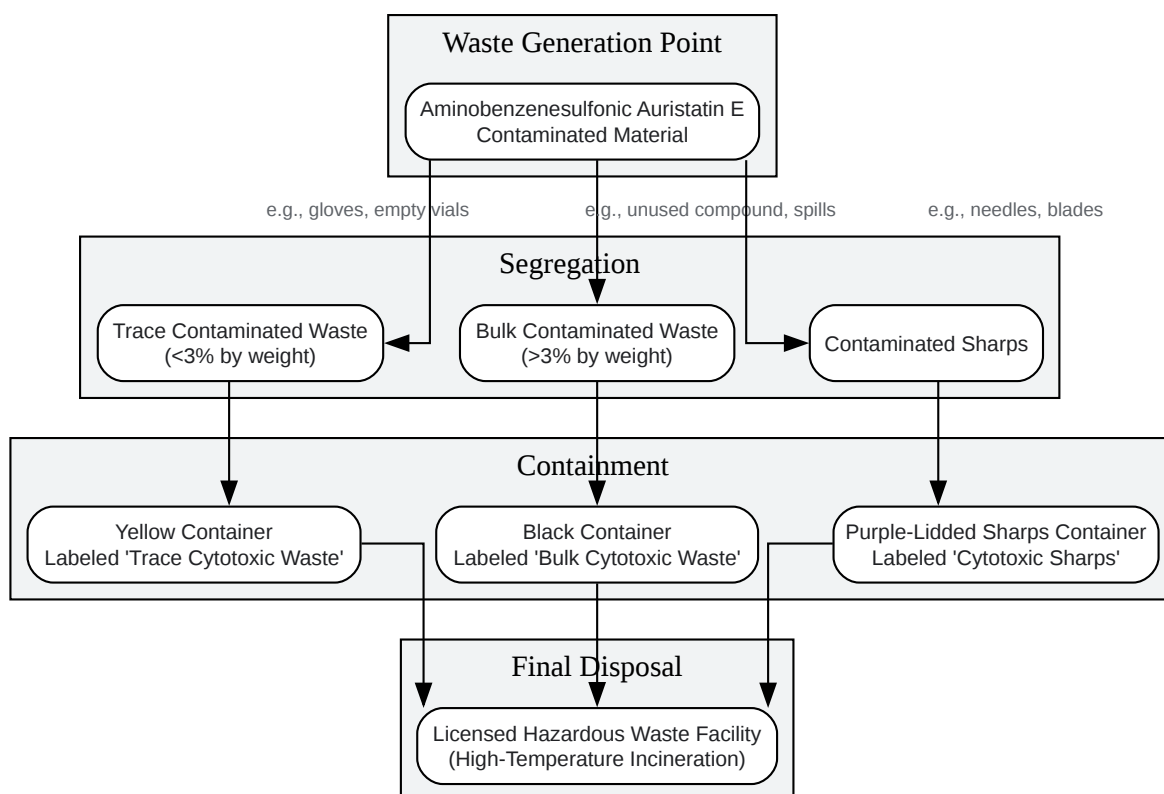 Waste Generation Point
Aminobenzenesulfonic Auristatin E
Contaminated Material
e.g., gloves, empty vials
e.g., unused compound, spills
e.g., needles, blades
Segregation
Trace Contaminated Waste
(<3% by weight)
Bulk Contaminated Waste
(>3% by weight)
Contaminated Sharps
Containment
Yellow Container
Labeled 'Trace Cytotoxic Waste'
Black Container
Labeled 'Bulk Cytotoxic Waste'
Purple-Lidded Sharps Container
Labeled 'Cytotoxic Sharps'
Final Disposal
Licensed Hazardous Waste Facility
(High-Temperature Incineration)